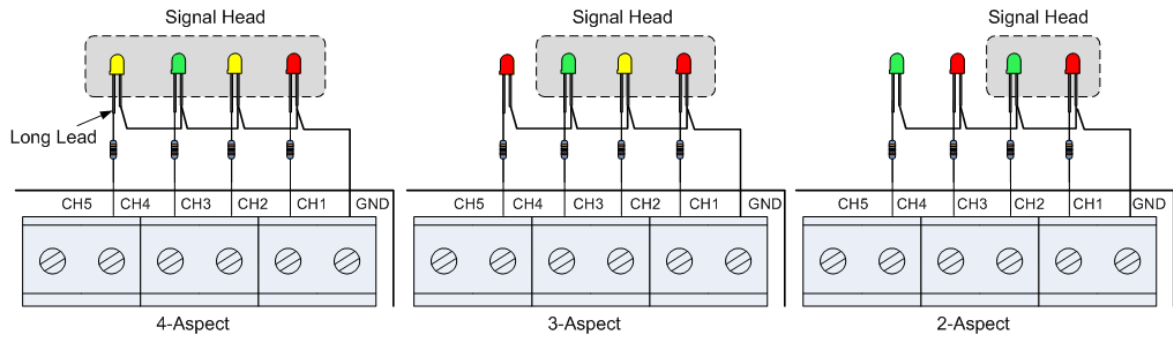 Signal Head
Signal Head
Signal Head
Long Lead
CH5 CH4 CH3 CH2 CH1 GND
CH5 CH4 CH3 CH2 CH1 GND
CH5 CH4 CH3 CH2 CH1 GND
4-Aspect
3-Aspect
2-Aspect